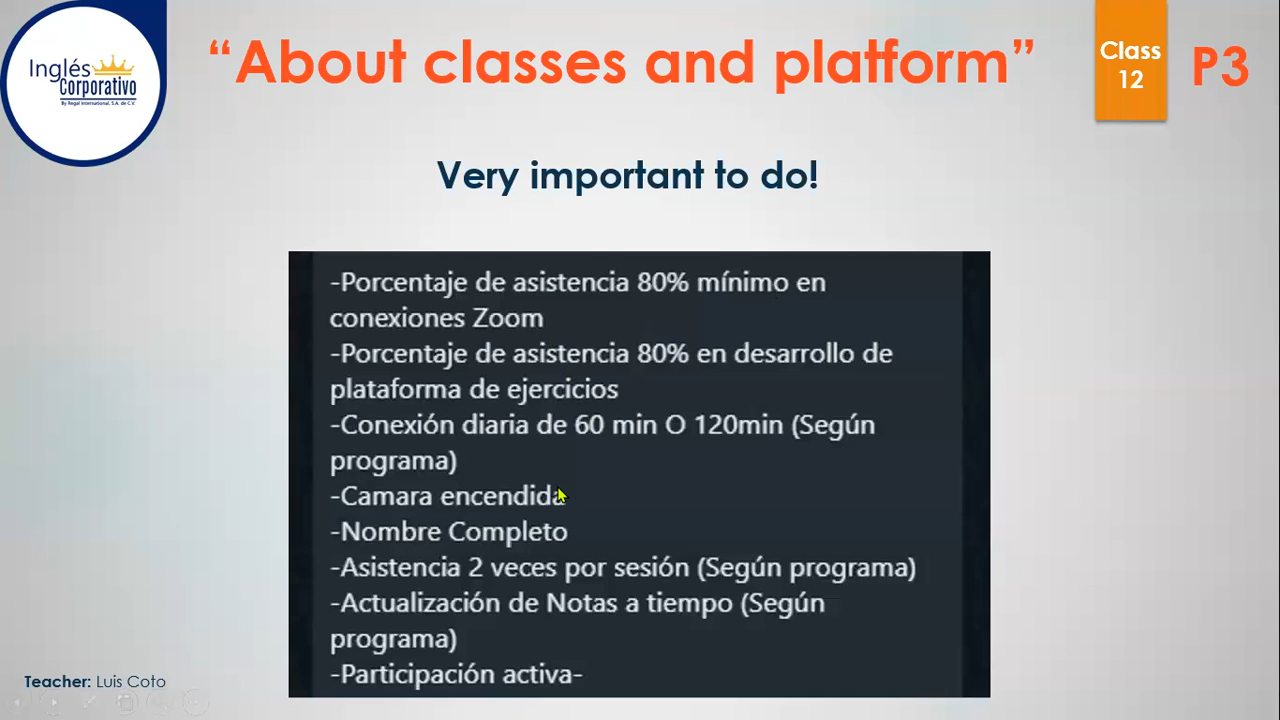 Inglés
Corporativo
By Regal International, S.A. de C.V.
“About classes and platform”
Class
12
P3
Very important to do!
-Porcentaje de asistencia 80% mínimo en
conexiones Zoom
-Porcentaje de asistencia 80% en desarrollo de
plataforma de ejercicios
-Conexión diaria de 60 min O 120min (Según
programa)
-Camara encendida
-Nombre Completo
-Asistencia 2 veces por sesión (Según programa)
-Actualización de Notas a tiempo (Según
programa)
-Participación activa-
Teacher: Luis Coto